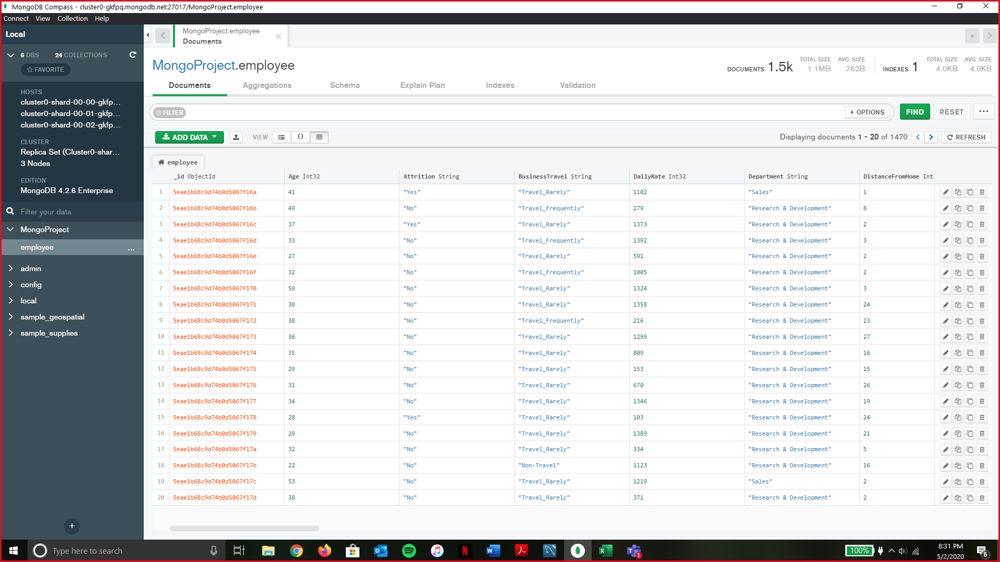 MongoDB Compass - cluster0-gkfpq.mongodb.net:27017/MongoProject.employee
Connect View Collection Help
Local
6 DBS 24 COLLECTIONS
FAVORITE
HOSTS
cluster0-shard-00-00-gkfp...
cluster0-shard-00-01-gkfp...
cluster0-shard-00-02-gkfp...
CLUSTER
Replica Set (Cluster0-shar...
3 Nodes
EDITION
MongoDB 4.2.6 Enterprise
Filter your data
MongoProject
employee ...
admin
config
local
sample_geospatial
sample_supplies
MongoProject.employee
Documents
MongoProject.employee
DOCUMENTS 1.5k TOTAL SIZE 1.1MB AVG. SIZE 762B INDEXES 1 TOTAL SIZE 4.0KB AVG. SIZE 4.0KB
Documents Aggregations Schema Explain Plan Indexes Validation
FILTER OPTIONS FIND RESET ...
ADD DATA VIEW {} Displaying documents 1 - 20 of 1470 < > REFRESH
employee
_id ObjectId Age Int32 Attrition String BusinessTravel String DailyRate Int32 Department String DistanceFromHome Int
1 5eae1b68c9d74b0d5067f16a 41 "Yes" "Travel_Rarely" 1102 "Sales" 1
2 5eae1b68c9d74b0d5067f16b 49 "No" "Travel_Frequently" 279 "Research & Development" 8
3 5eae1b68c9d74b0d5067f16c 37 "Yes" "Travel_Rarely" 1373 "Research & Development" 2
4 5eae1b68c9d74b0d5067f16d 33 "No" "Travel_Frequently" 1392 "Research & Development" 3
5 5eae1b68c9d74b0d5067f16e 27 "No" "Travel_Rarely" 591 "Research & Development" 2
6 5eae1b68c9d74b0d5067f16f 32 "No" "Travel_Frequently" 1005 "Research & Development" 2
7 5eae1b68c9d74b0d5067f170 59 "No" "Travel_Rarely" 1324 "Research & Development" 3
8 5eae1b68c9d74b0d5067f171 30 "No" "Travel_Rarely" 1358 "Research & Development" 24
9 5eae1b68c9d74b0d5067f172 38 "No" "Travel_Frequently" 216 "Research & Development" 23
10 5eae1b68c9d74b0d5067f173 36 "No" "Travel_Rarely" 1299 "Research & Development" 27
11 5eae1b68c9d74b0d5067f174 35 "No" "Travel_Rarely" 809 "Research & Development" 16
12 5eae1b68c9d74b0d5067f175 29 "No" "Travel_Rarely" 153 "Research & Development" 15
13 5eae1b68c9d74b0d5067f176 31 "No" "Travel_Rarely" 670 "Research & Development" 26
14 5eae1b68c9d74b0d5067f177 34 "No" "Travel_Rarely" 1346 "Research & Development" 19
15 5eae1b68c9d74b0d5067f178 28 "Yes" "Travel_Rarely" 103 "Research & Development" 24
16 5eae1b68c9d74b0d5067f179 29 "No" "Travel_Rarely" 1389 "Research & Development" 21
17 5eae1b68c9d74b0d5067f17a 32 "No" "Travel_Rarely" 334 "Research & Development" 5
18 5eae1b68c9d74b0d5067f17b 22 "No" "Non-Travel" 1123 "Research & Development" 16
19 5eae1b68c9d74b0d5067f17c 53 "No" "Travel_Rarely" 1219 "Sales" 2
20 5eae1b68c9d74b0d5067f17d 38 "No" "Travel_Rarely" 371 "Research & Development" 2
Type here to search
100%
8:31 PM
5/2/2020
1
6